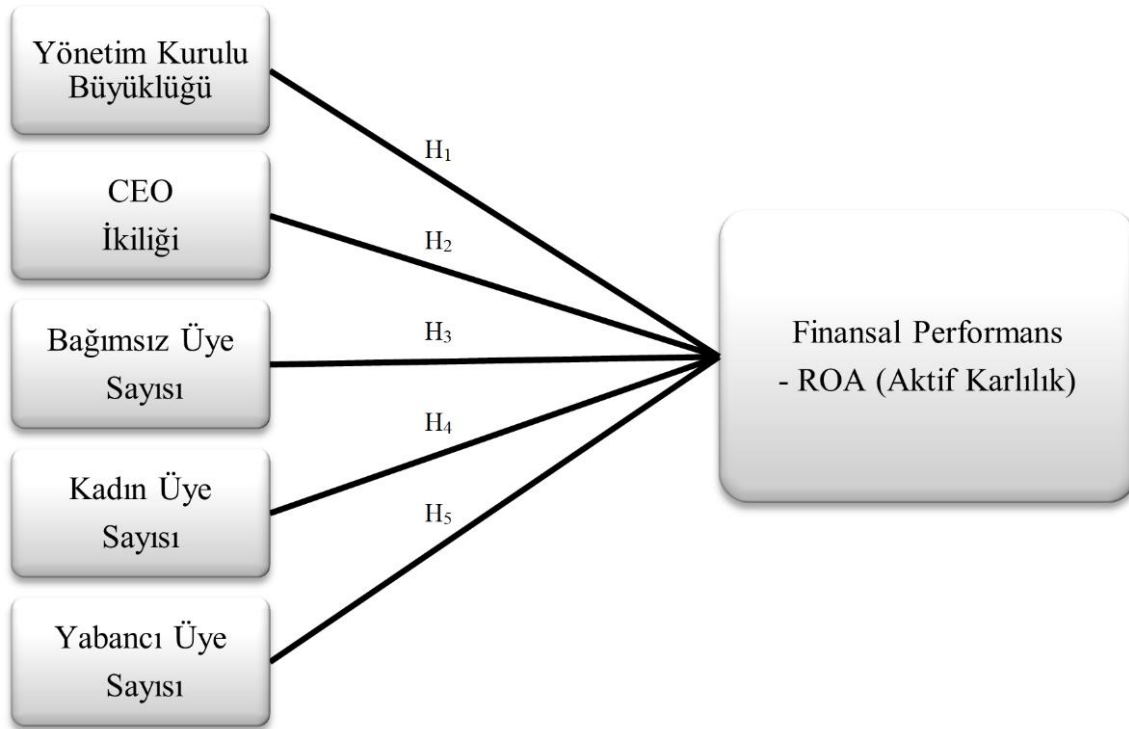 Yönetim Kurulu
Büyüklüğü
CEO
İkiliği
Bağımsız Üye
Sayısı
Kadın Üye
Sayısı
Yabancı Üye
Sayısı
H₁
H₂
H₃
H₄
H₅
Finansal Performans
- ROA (Aktif Karlılık)